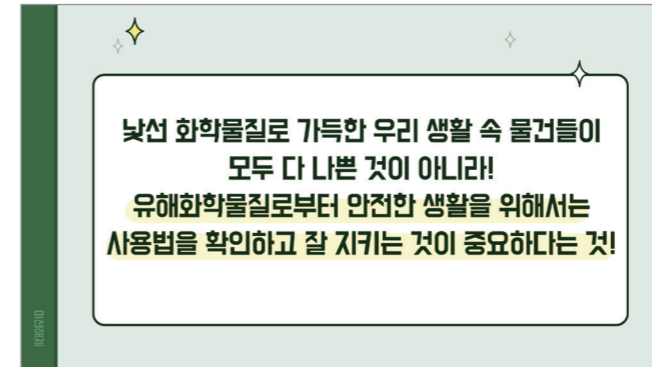 낯선 화학물질로 가득한 우리 생활 속 물건들이
모두 다 나쁜 것이 아니라!
유해화학물질로부터 안전한 생활을 위해서는
사용법을 확인하고 잘 지키는 것이 중요하다는 것!